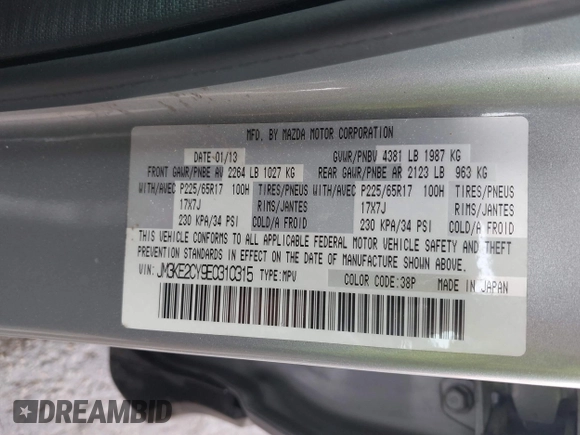 MFD. BY MAZDA MOTOR CORPORATION
DATE 01/13 GVWR/PNBV 4381 LB 1987 KG
FRONT GAWR/PNBE AV 2264 LB 1027 KG REAR GAWR/PNBE AR 2123 LB 963 KG
WITH/AVEC P225/65R17 100H TIRES/PNEUS WITH/AVEC P225/65R17 100H TIRES/PNEUS
17X7J RIMS/JANTES 17X7J RIMS/JANTES
230 KPA/34 PSI COLD/A FROID 230 KPA/34 PSI COLD/A FROID
THIS VEHICLE CONFORMS TO ALL APPLICABLE FEDERAL MOTOR VEHICLE SAFETY AND THEFT
PREVENTION STANDARDS IN EFFECT ON THE DATE OF MANUFACTURE SHOWN ABOVE.
VIN: JM3KE2CY9E0310315 TYPE:MPV COLOR CODE:38P MADE IN JAPAN
DREAMBID